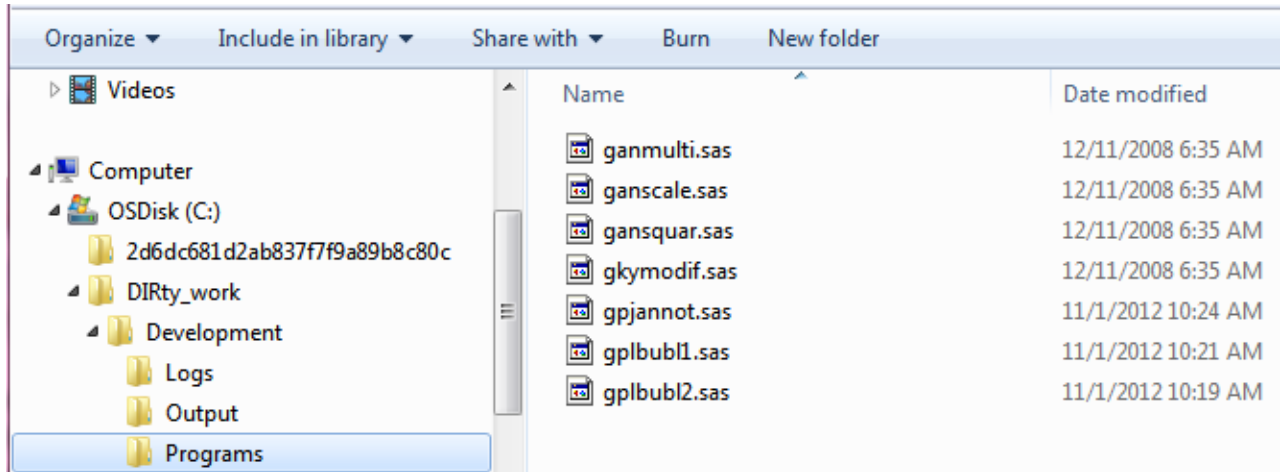 Organize Include in library Share with Burn New folder
Videos
Computer
OSDisk (C:)
2d6dc681d2ab837f7f9a89b8c80c
DIRty_work
Development
Logs
Output
Programs
Name Date modified
ganmulti.sas 12/11/2008 6:35 AM
ganscale.sas 12/11/2008 6:35 AM
gansquar.sas 12/11/2008 6:35 AM
gkymodif.sas 12/11/2008 6:35 AM
gpjannot.sas 11/1/2012 10:24 AM
gplbubl1.sas 11/1/2012 10:21 AM
gplbubl2.sas 11/1/2012 10:19 AM